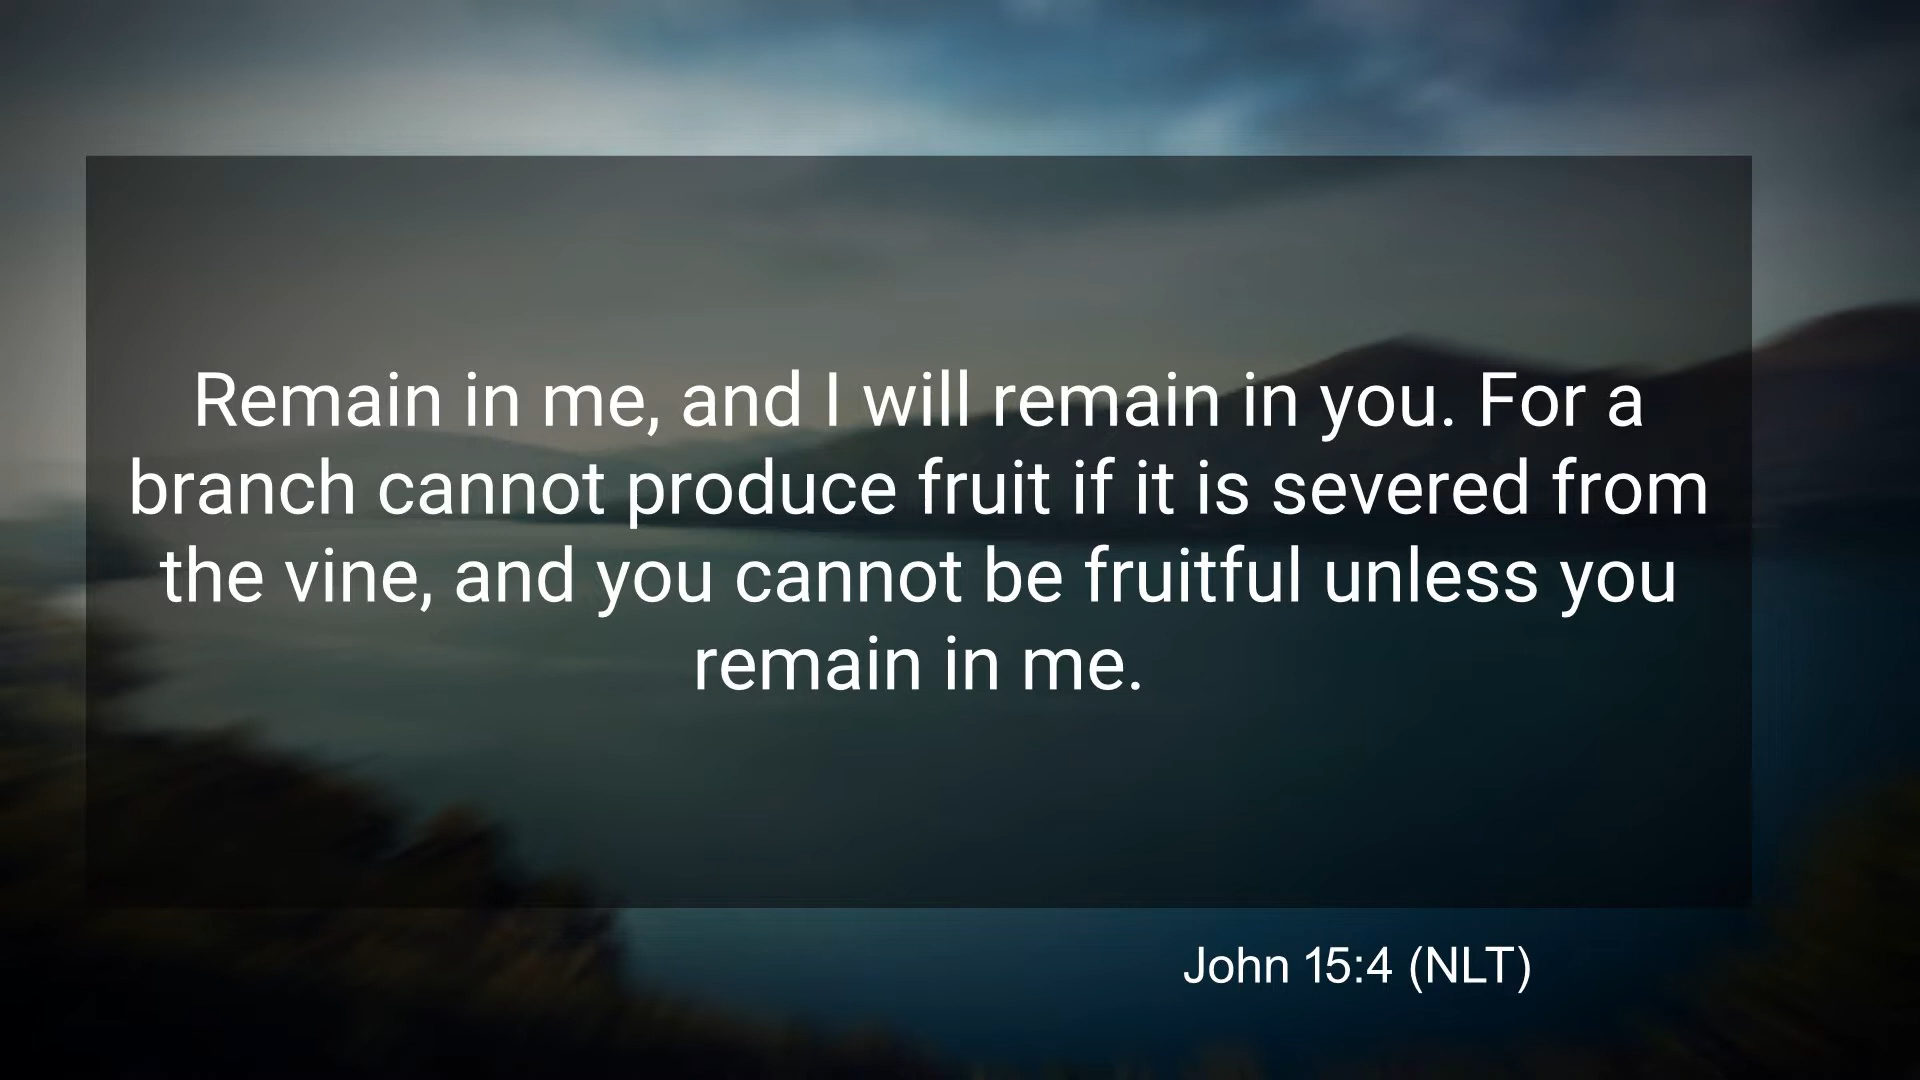 Remain in me, and I will remain in you. For a
branch cannot produce fruit if it is severed from
the vine, and you cannot be fruitful unless you
remain in me.
John 15:4 (NLT)